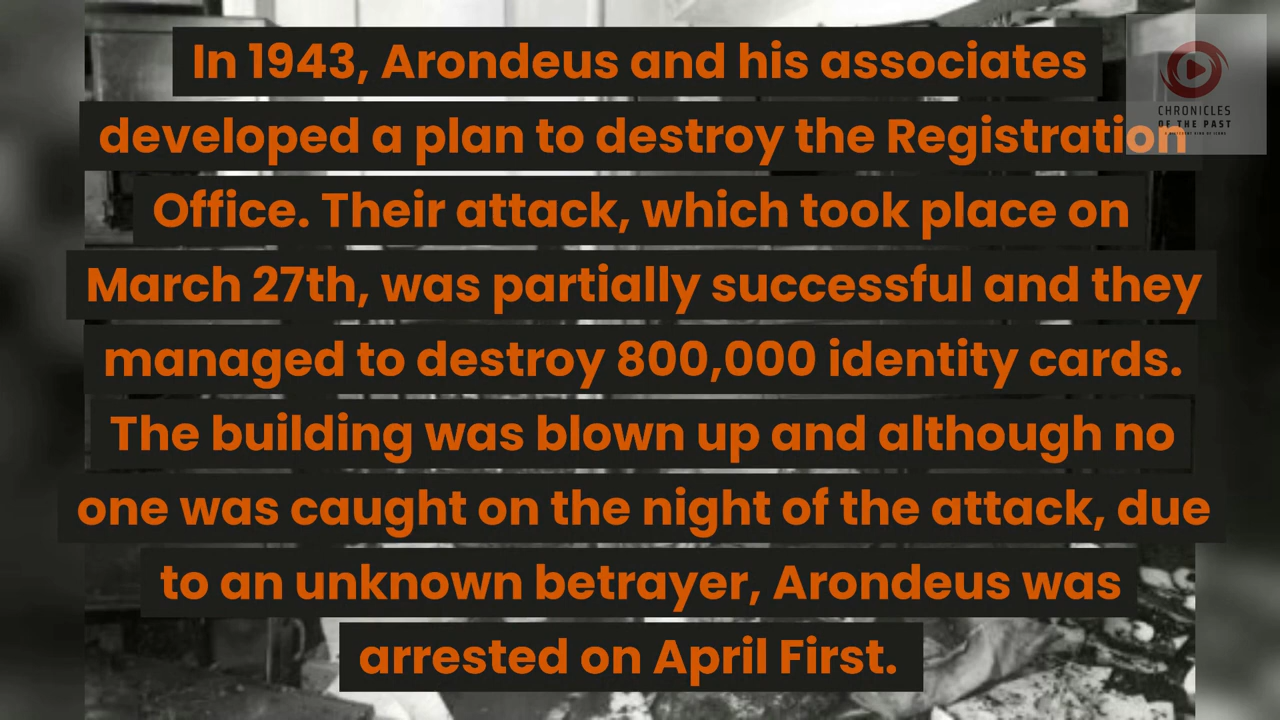 In 1943, Arondeus and his associates
developed a plan to destroy the Registration
Office. Their attack, which took place on
March 27th, was partially successful and they
managed to destroy 800,000 identity cards.
The building was blown up and although no
one was caught on the night of the attack, due
to an unknown betrayer, Arondeus was
arrested on April First.
CHRONICLES
OF THE PAST